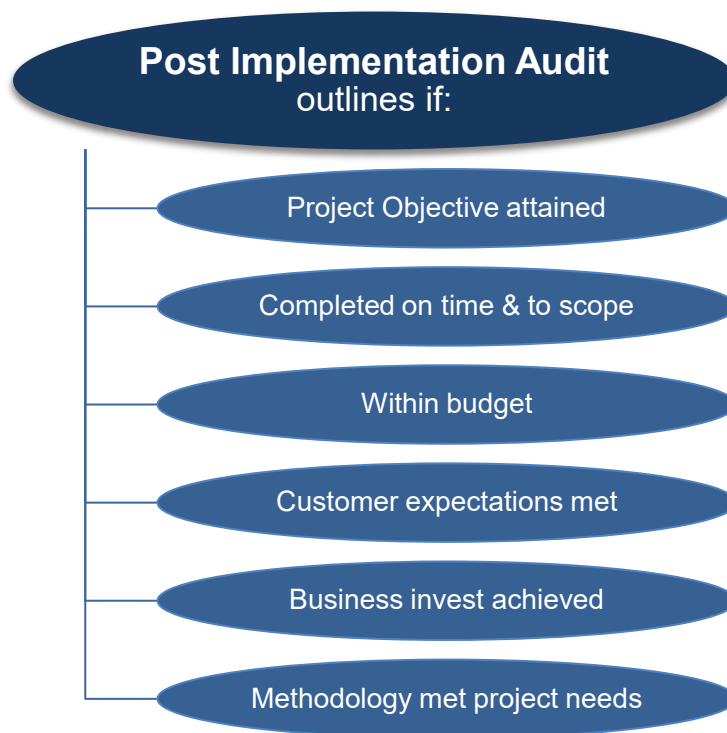 Post Implementation Audit
outlines if:
Project Objective attained
Completed on time & to scope
Within budget
Customer expectations met
Business invest achieved
Methodology met project needs